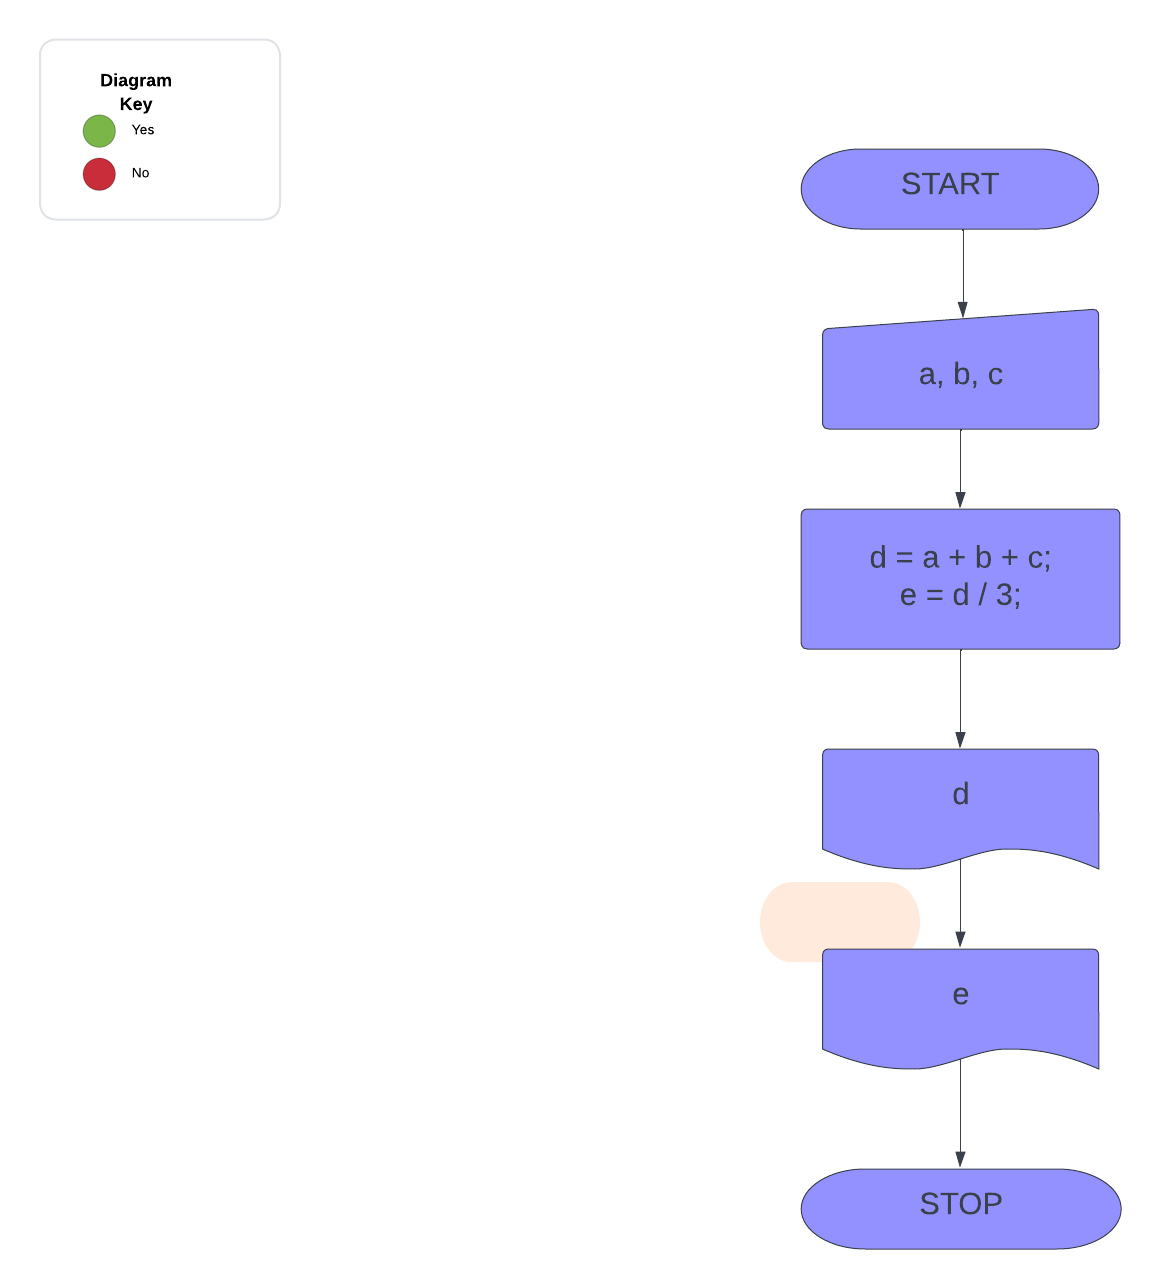 Diagram
Key
Yes
No
START
a, b, c
d = a + b + c;
e = d / 3;
d
e
STOP